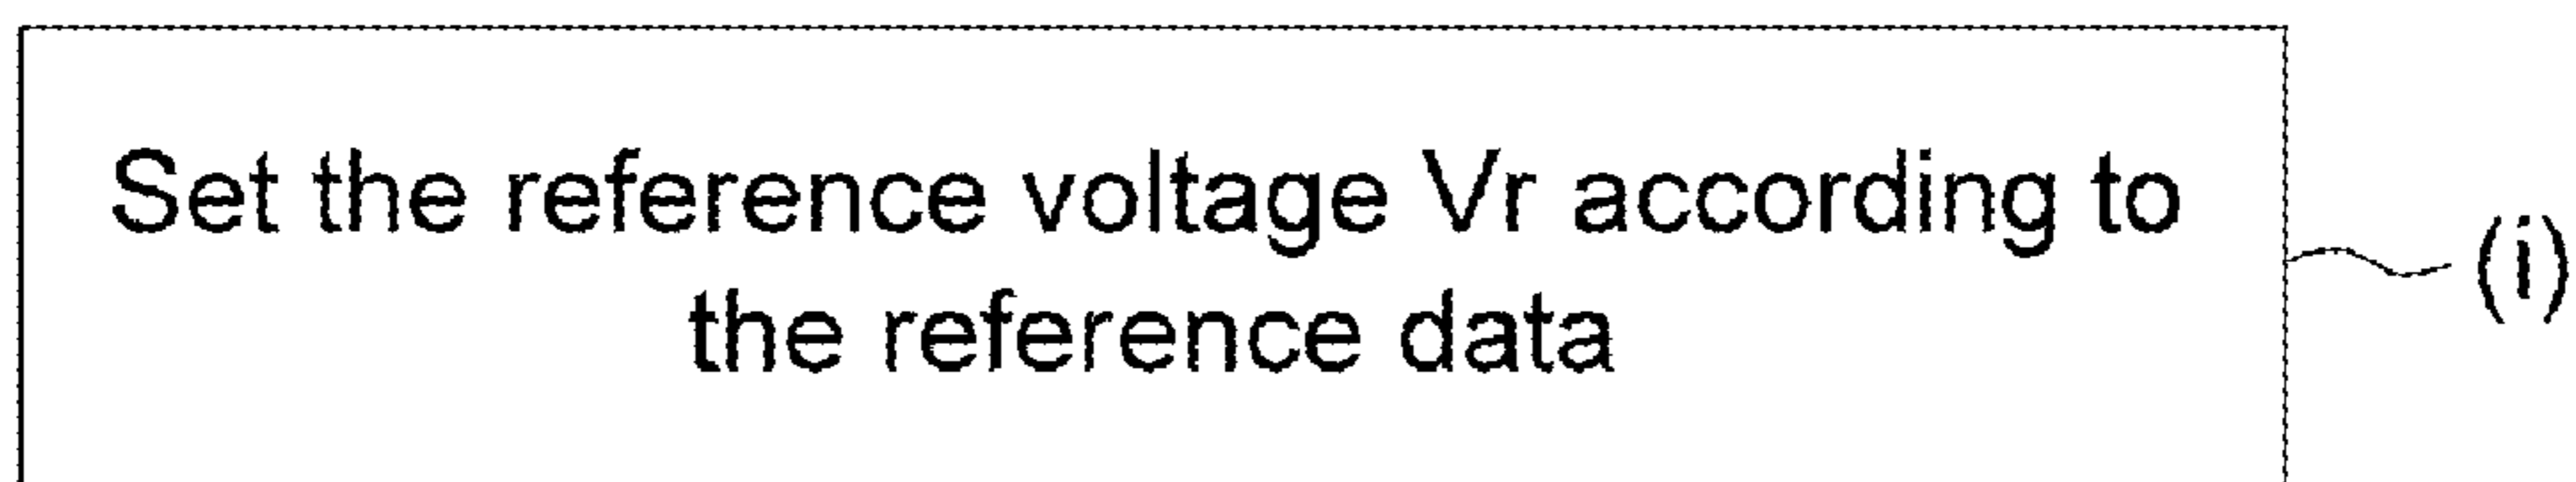 Set the reference voltage Vr according to
the reference data
(i)